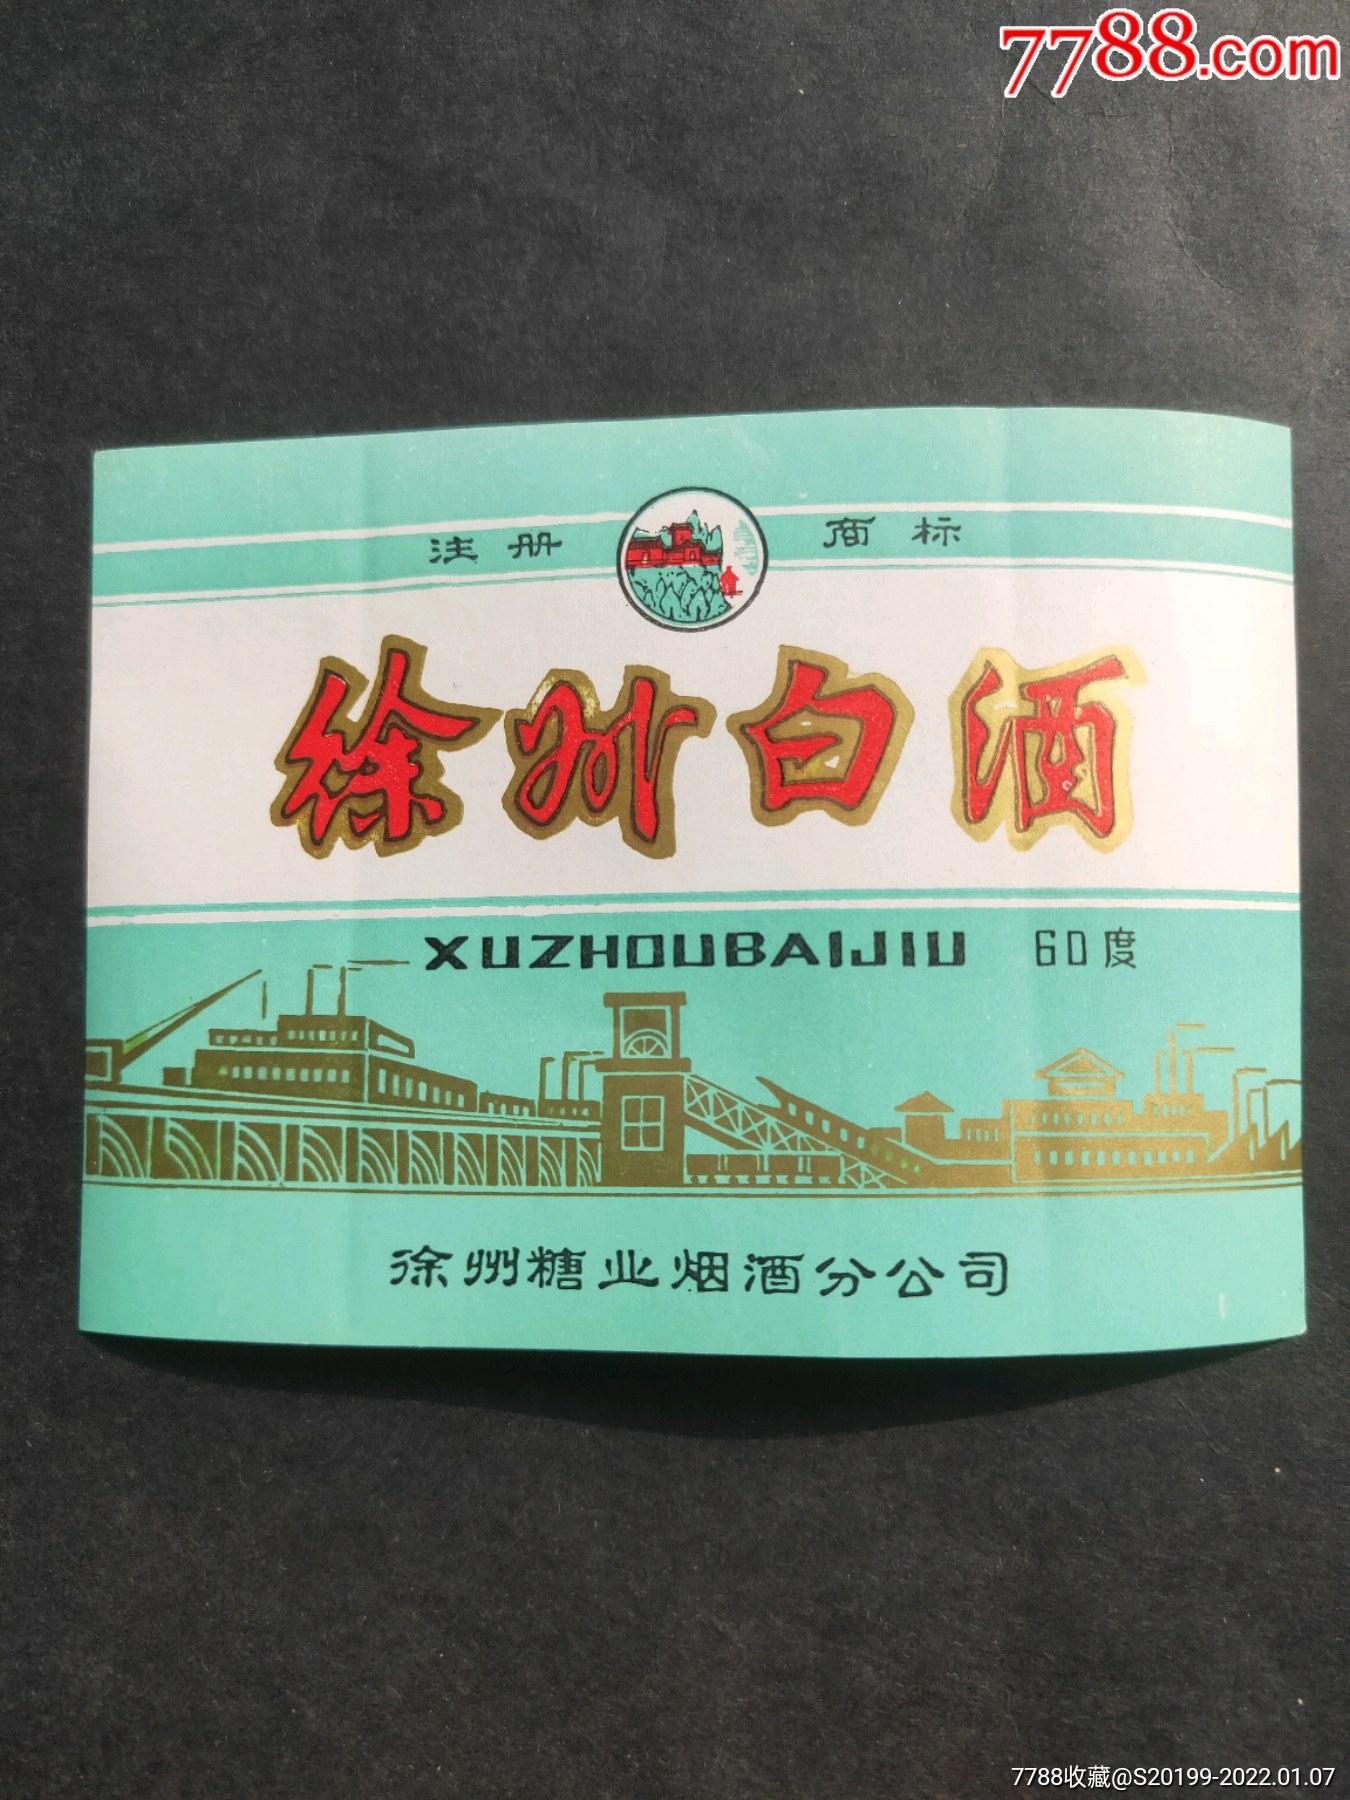 7788.com
注册 商标
徐州白酒
XUZHOUBAIJIU 60度
徐州糖业烟酒分公司
7788收藏@S20199-2022.01.07